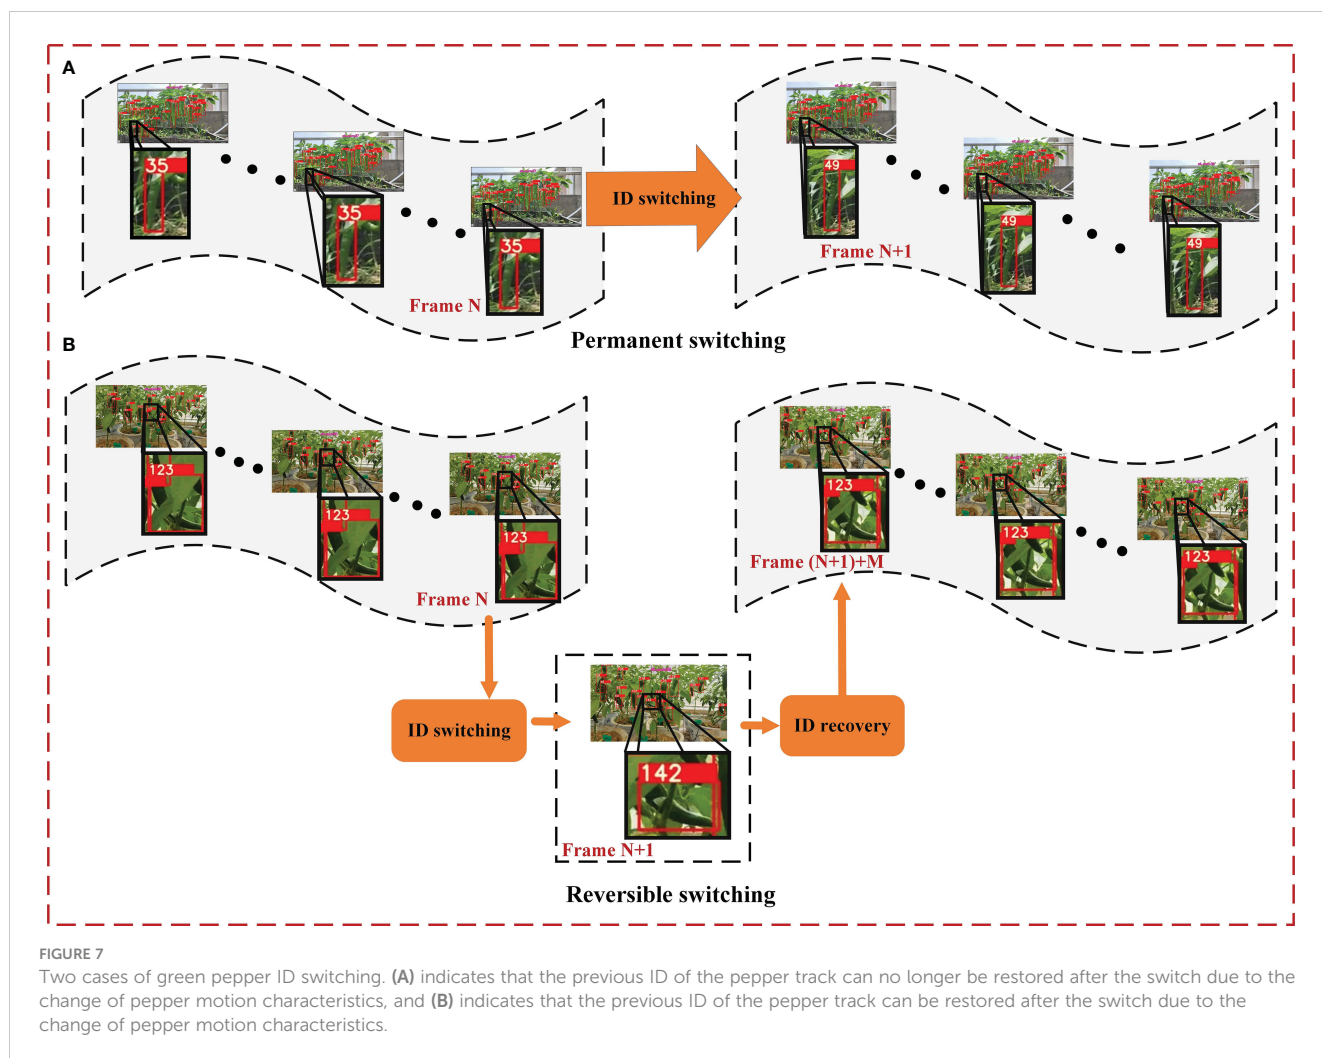 A
35
35
35
Frame N
ID switching
49
49
49
Frame N+1
Permanent switching
B
123
123
123
Frame N
123
123
123
Frame (N+1)+M
ID switching
142
Frame N+1
ID recovery
Reversible switching
FIGURE 7
Two cases of green pepper ID switching. (A) indicates that the previous ID of the pepper track can no longer be restored after the switch due to the
change of pepper motion characteristics, and (B) indicates that the previous ID of the pepper track can be restored after the switch due to the
change of pepper motion characteristics.